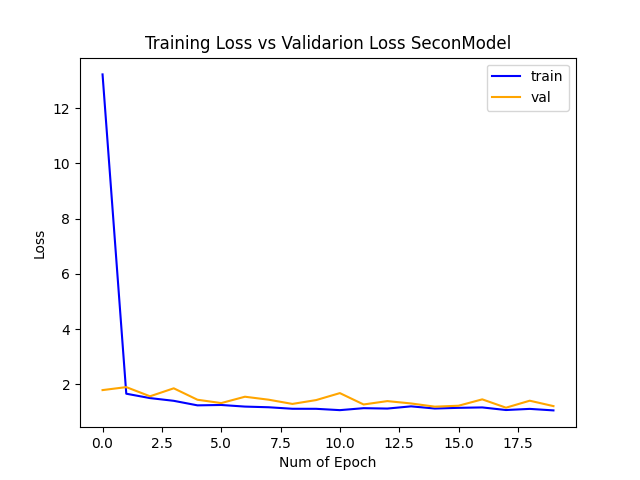 Training Loss vs Validarion Loss SeconModel
train
val
12
10
8
6
4
2
Loss
0.0 2.5 5.0 7.5 10.0 12.5 15.0 17.5
Num of Epoch